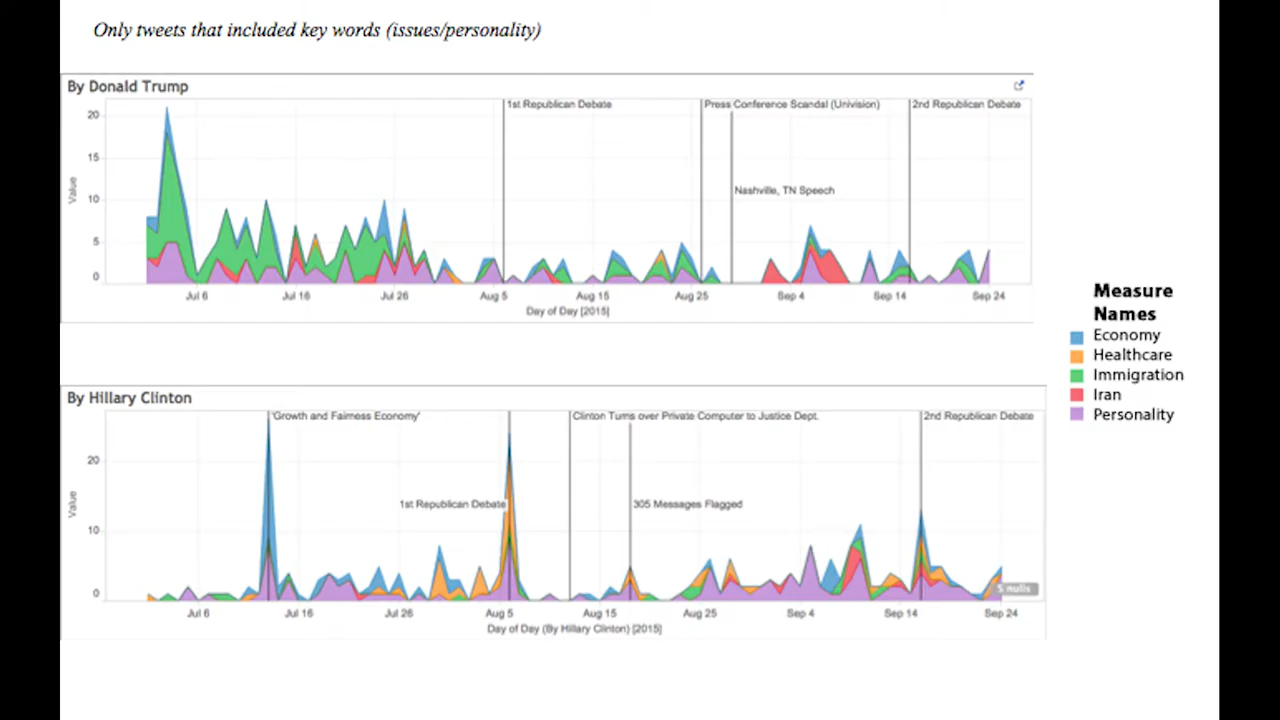 Only tweets that included key words (issues/personality)
By Donald Trump
1st Republican Debate
Press Conference Scandal (Univision)
2nd Republican Debate
Nashville, TN Speech
Value
20
15
10
5
0
Jul 6
Jul 16
Jul 26
Aug 5
Aug 15
Aug 25
Sep 4
Sep 14
Sep 24
Day of Day [2015]
Measure
Names
Economy
Healthcare
Immigration
Iran
Personality
By Hillary Clinton
'Growth and Fairness Economy'
Clinton Turns over Private Computer to Justice Dept.
2nd Republican Debate
1st Republican Debate
305 Messages Flagged
Value
20
10
0
5 nulls
Jul 6
Jul 16
Jul 26
Aug 5
Aug 15
Aug 25
Sep 4
Sep 14
Sep 24
Day of Day (By Hillary Clinton) [2015]